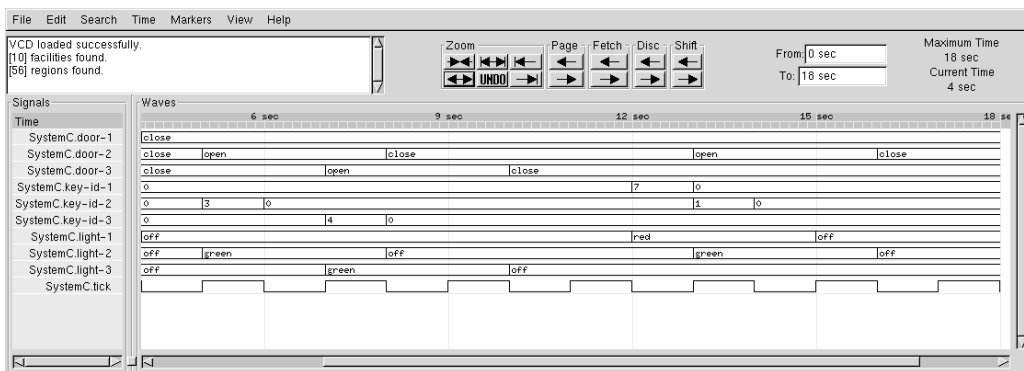 File Edit Search Time Markers View Help
VCD loaded successfully.
[10] facilities found.
[56] regions found.
Zoom
UNDO
Page
Fetch
Disc
Shift
From: 0 sec
To: 18 sec
Maximum Time
18 sec
Current Time
4 sec
Signals
Waves
Time
6 sec 9 sec 12 sec 15 sec 18 se
SystemC.door-1 close
SystemC.door-2 close open close open close
SystemC.door-3 close open close
SystemC.key-id-1 0 7 0
SystemC.key-id-2 0 3 0 1 0
SystemC.key-id-3 0 4 0
SystemC.light-1 off red off
SystemC.light-2 off green off green off
SystemC.light-3 off green off
SystemC.tick